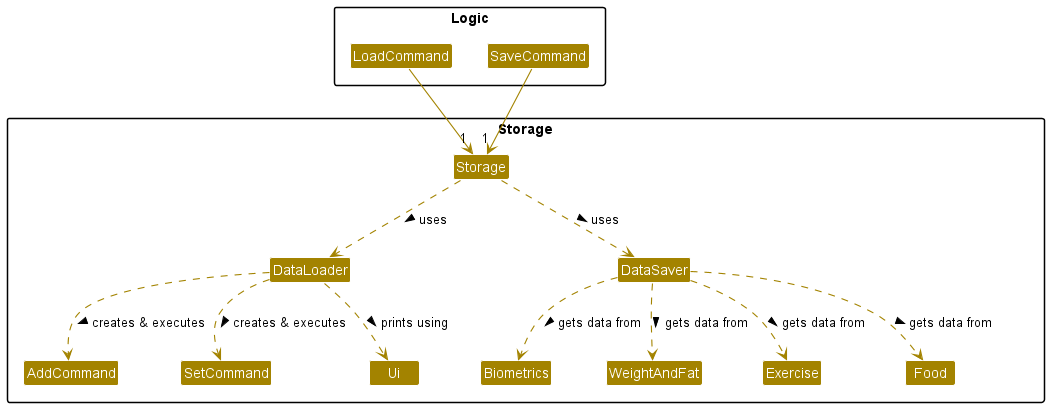 Logic
LoadCommand
SaveCommand
1
1
Storage
Storage
uses
uses
DataLoader
DataSaver
creates & executes
creates & executes
prints using
gets data from
gets data from
gets data from
gets data from
AddCommand
SetCommand
Ui
Biometrics
WeightAndFat
Exercise
Food